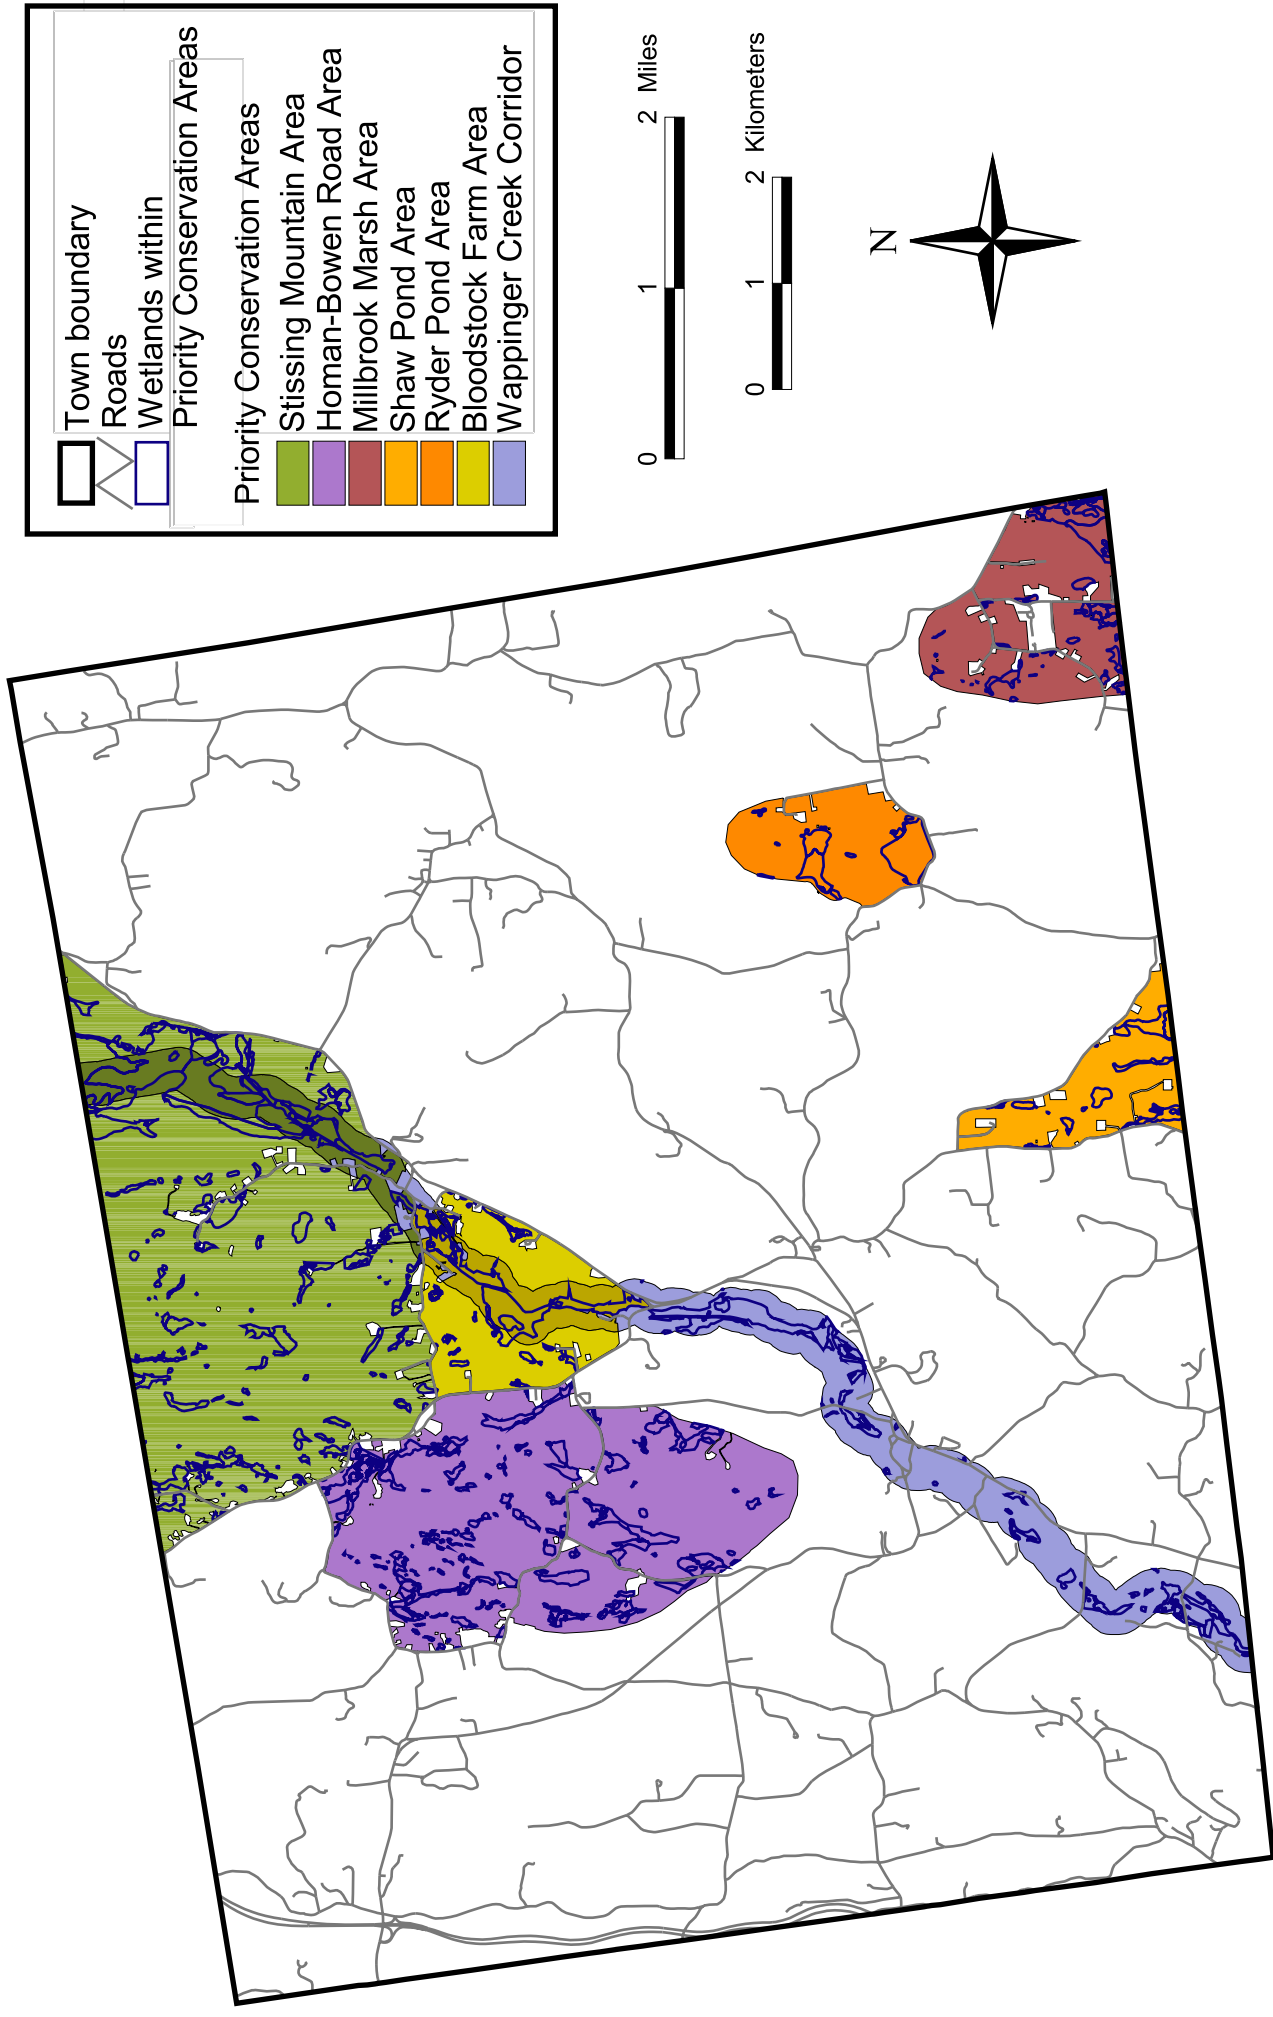 Town boundary
Roads
Wetlands within
Priority Conservation Areas
Priority Conservation Areas
Stissing Mountain Area
Homan-Bowen Road Area
Millbrook Marsh Area
Shaw Pond Area
Ryder Pond Area
Bloodstock Farm Area
Wappinger Creek Corridor
0 1 2 Miles
0 1 2 Kilometers
N